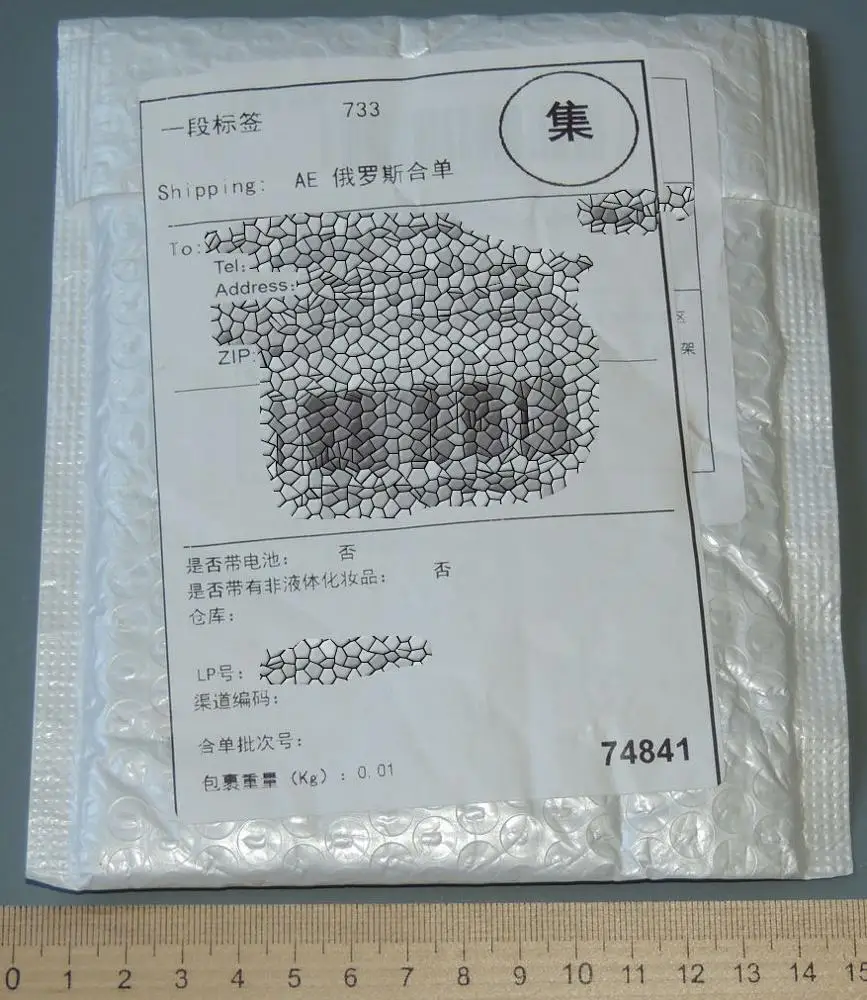 一段标签 733 集
Shipping: AE 俄罗斯合单
To:
Tel:
Address:
区
架
ZIP:
是否带电池: 否
是否带有非液体化妆品: 否
仓库:
LP号:
渠道编码:
合单批次号:
74841
包裹重量 (Kg) : 0.01
0 1 2 3 4 5 6 7 8 9 10 11 12 13 14 15